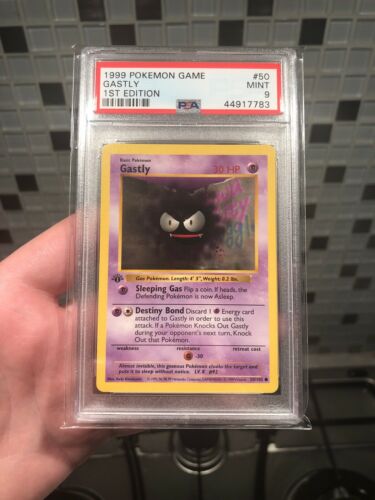 1999 POKEMON GAME #50
GASTLY MINT
1ST EDITION 9
PSA 44917783
Basic Pokémon
Gastly 30 HP
Gas Pokémon. Length: 4' 3", Weight: 0.2 lbs.
Sleeping Gas Flip a coin. If heads, the
Defending Pokémon is now Asleep.
Destiny Bond Discard 1 Energy card
attached to Gastly in order to use this
attack. If a Pokémon Knocks Out Gastly
during your opponent's next turn, Knock
Out that Pokémon.
weakness resistance retreat cost
-30
Almost invisible, this gaseous Pokémon cloaks the target and
puts it to sleep without notice. LV. 8 #92
50/102